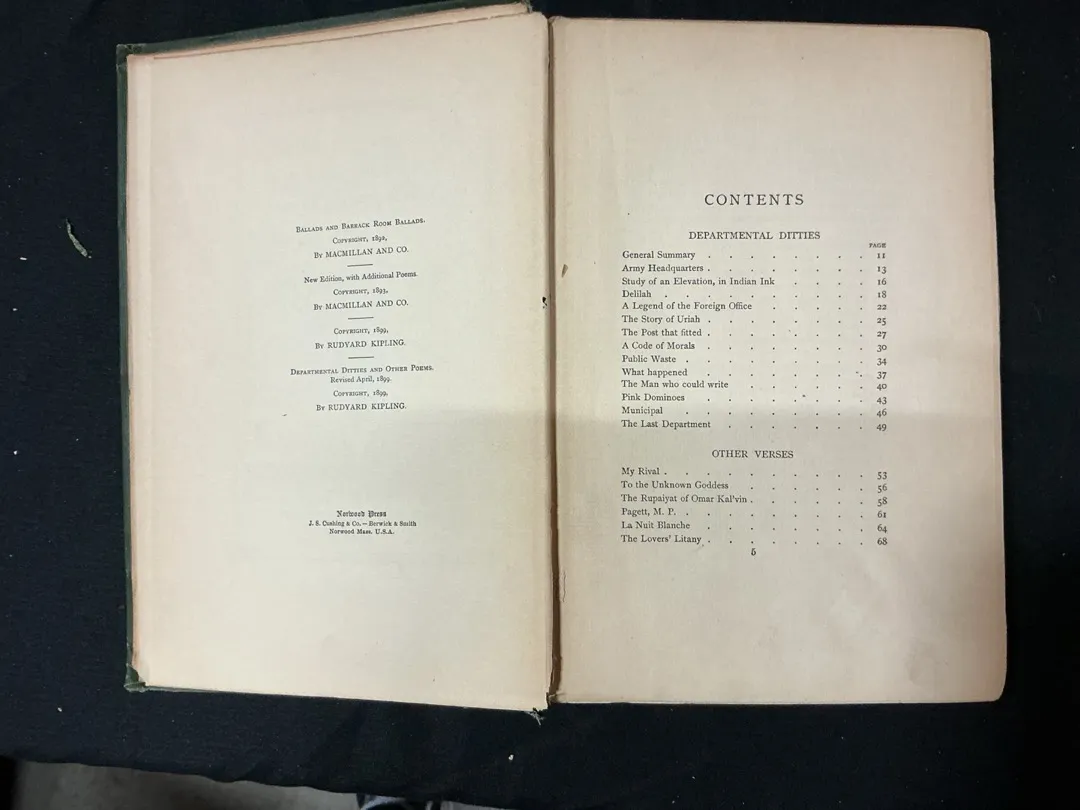 BALLADS AND BARRACK ROOM BALLADS.
COPYRIGHT, 1892,
BY MACMILLAN AND CO.
New Edition, with Additional Poems.
COPYRIGHT, 1893,
BY MACMILLAN AND CO.
COPYRIGHT, 1899,
BY RUDYARD KIPLING.
DEPARTMENTAL DITTIES AND OTHER POEMS.
Revised April, 1899.
COPYRIGHT, 1899,
BY RUDYARD KIPLING.
Norwood Press
J. S. Cushing & Co. — Berwick & Smith
Norwood Mass. U.S.A.
CONTENTS
DEPARTMENTAL DITTIES
PAGE
General Summary . . . . . . . 11
Army Headquarters . . . . . . . 13
Study of an Elevation, in Indian Ink . . . . 16
Delilah . . . . . . . . . 18
A Legend of the Foreign Office . . . . . 22
The Story of Uriah . . . . . . . 25
The Post that fitted . . . . . . . 27
A Code of Morals . . . . . . . 30
Public Waste . . . . . . . . 34
What happened . . . . . . . 37
The Man who could write . . . . . . 40
Pink Dominoes . . . . . . . 43
Municipal . . . . . . . . 46
The Last Department . . . . . . 49
OTHER VERSES
My Rival . . . . . . . . . 53
To the Unknown Goddess . . . . . . 56
The Rupaiyat of Omar Kal'vin . . . . . . 58
Pagett, M. P. . . . . . . . . 61
La Nuit Blanche . . . . . . . 64
The Lovers' Litany . . . . . . . 68
5